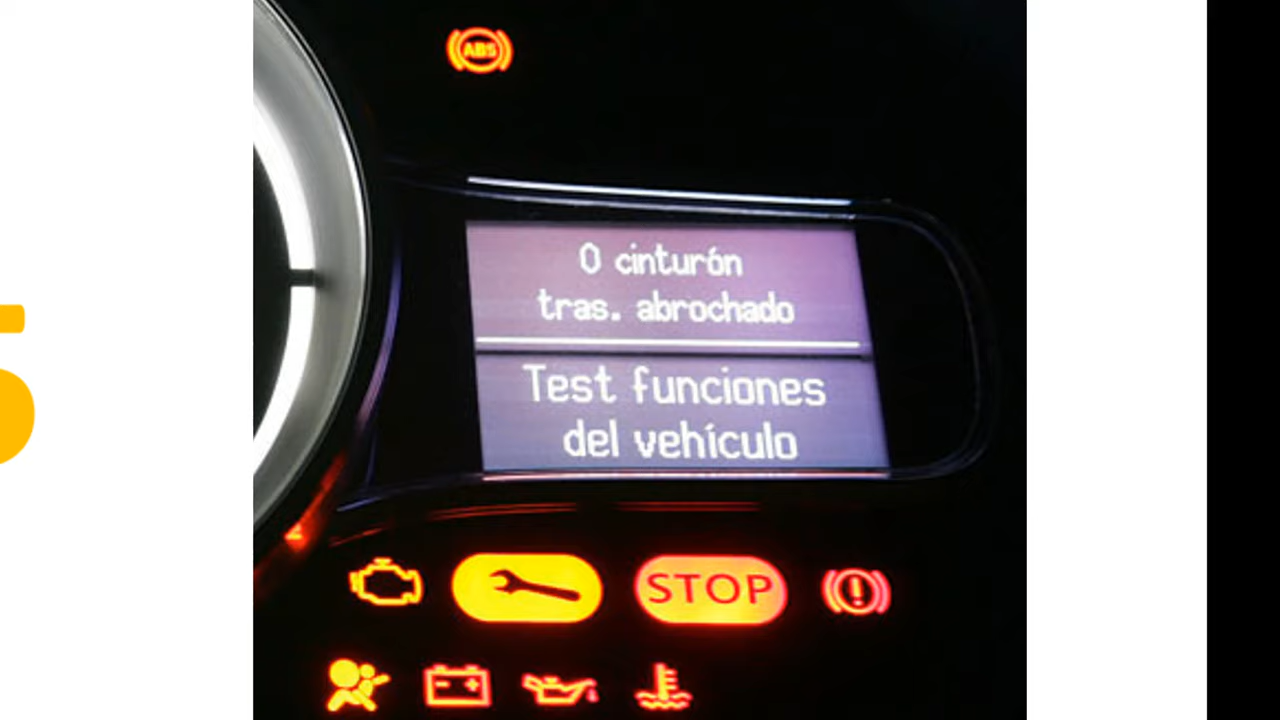 ABS
0 cinturón
tras. abrochado
Test funciones
del vehículo
STOP